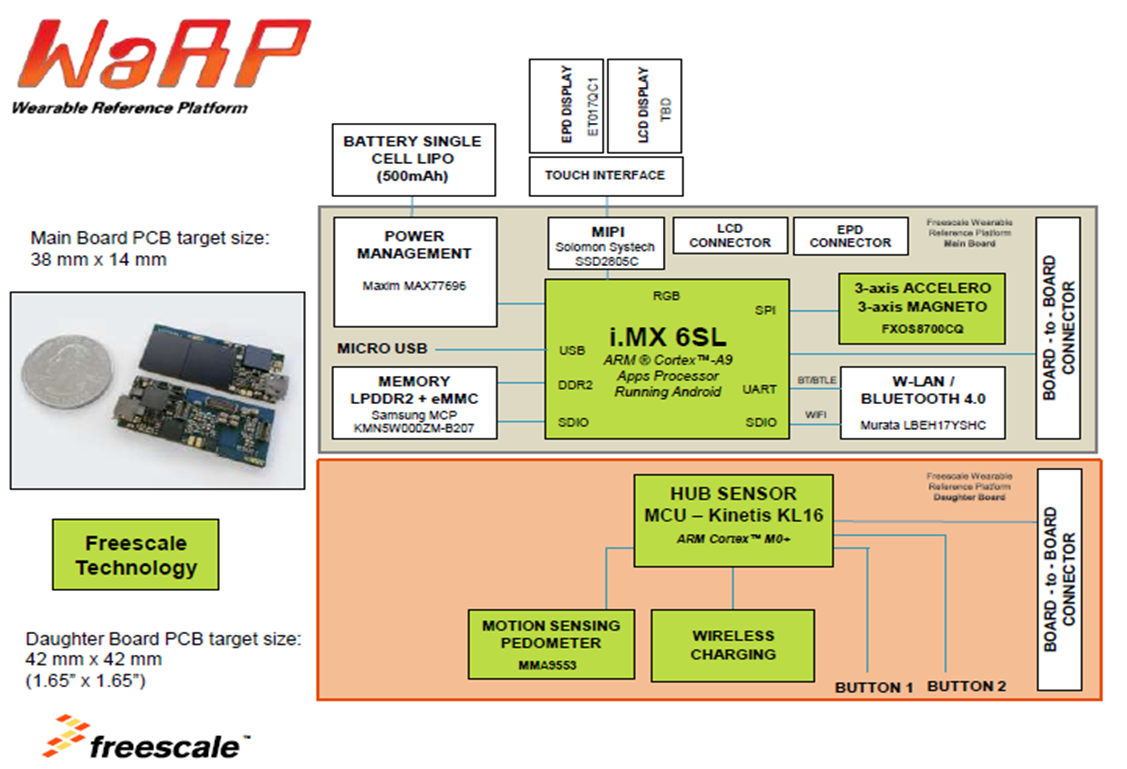 WaRP
Wearable Reference Platform
EPD DISPLAY
ET017QC1
LCD DISPLAY
TBD
BATTERY SINGLE
CELL LIPO
(500mAh)
TOUCH INTERFACE
Main Board PCB target size:
38 mm x 14 mm
POWER
MANAGEMENT
Maxim MAX77696
MIPI
Solomon Systech
SSD2805C
LCD
CONNECTOR
EPD
CONNECTOR
Freescale Wearable
Reference Platform
Main Board
BOARD - to - BOARD
CONNECTOR
RGB
SPI
i.MX 6SL
ARM ® Cortex™-A9
Apps Processor
Running Android
USB
DDR2
SDIO
UART
SDIO
3-axis ACCELERO
3-axis MAGNETO
FXOS8700CQ
MICRO USB
MEMORY
LPDDR2 + eMMC
Samsung MCP
KMN5W000ZM-B207
BT/BTLE
WIFI
W-LAN /
BLUETOOTH 4.0
Murata LBEH17YSHC
Freescale
Technology
HUB SENSOR
MCU – Kinetis KL16
ARM Cortex™ M0+
Freescale Wearable
Reference Platform
Daughter Board
BOARD - to - BOARD
CONNECTOR
MOTION SENSING
PEDOMETER
MMA9553
WIRELESS
CHARGING
BUTTON 1
BUTTON 2
Daughter Board PCB target size:
42 mm x 42 mm
(1.65” x 1.65”)
freescale™